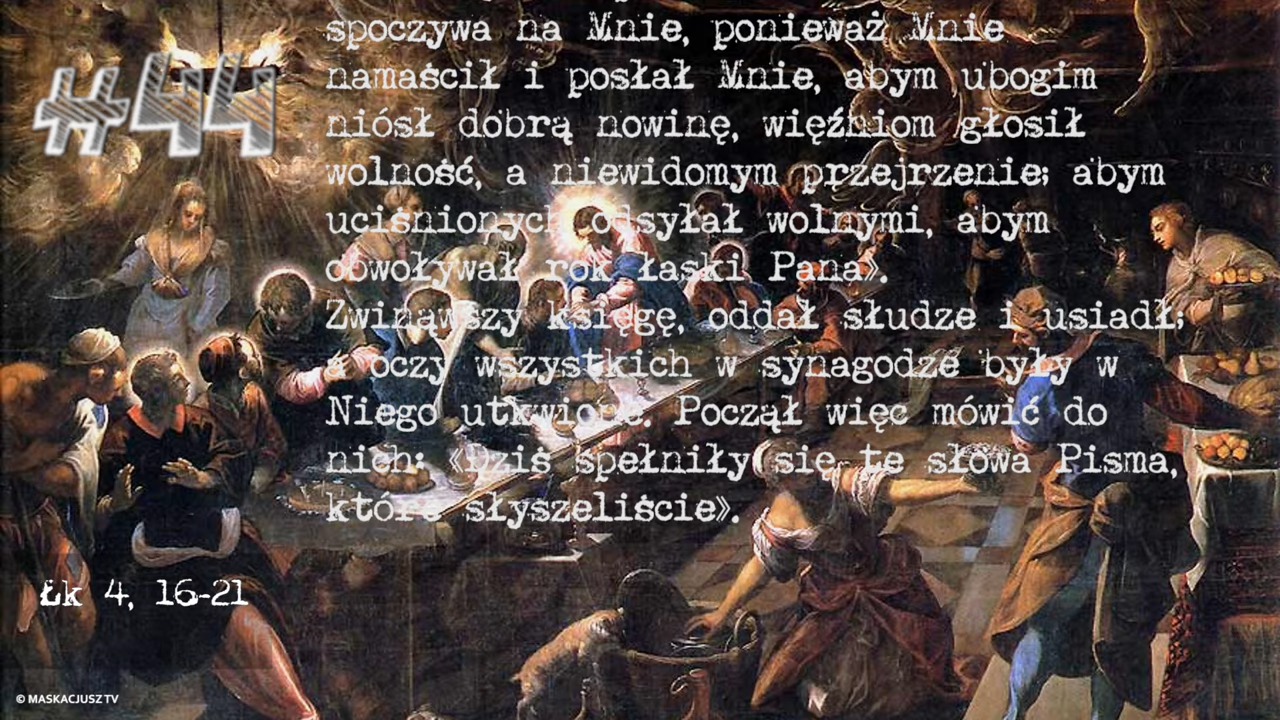 #44
spoczywa na Mnie, ponieważ Mnie
namaścił i posłał Mnie, abym ubogim
niósł dobrą nowinę, więźniom głosił
wolność, a niewidomym przejrzenie; abym
uciśnionych odsyłał wolnymi, abym
obwoływał rok łaski Pana».
Zwinąwszy księgę, oddał słudze i usiadł;
a oczy wszystkich w synagodze były w
Niego utkwione. Począł więc mówić do
nich: «Dziś spełniły się te słowa Pisma,
które słyszeliście».
Łk 4, 16-21
© MASKACJUSZ TV